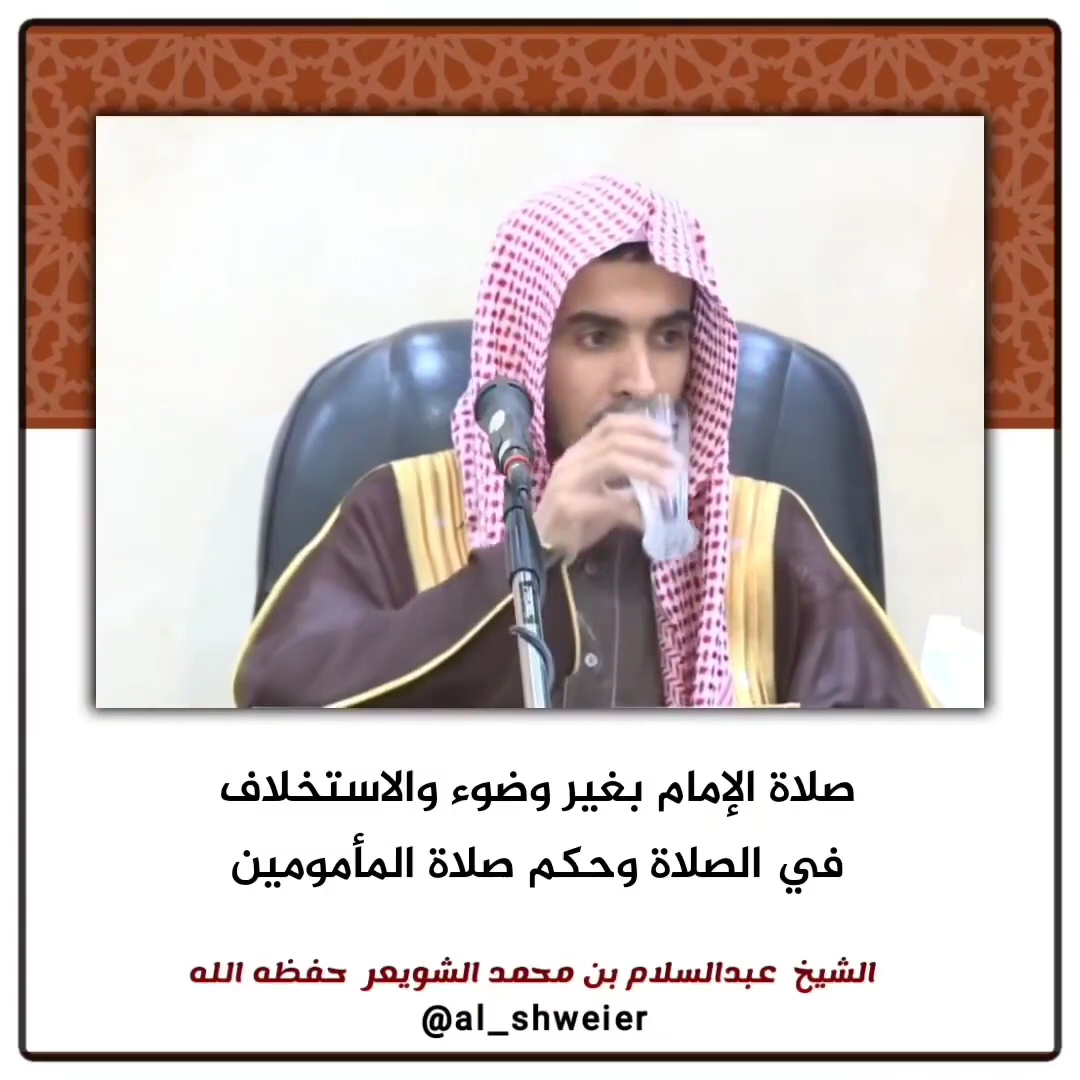 صلاة الإمام بغير وضوء والاستخلاف
في الصلاة وحكم صلاة المأمومين
الشيخ عبدالسلام بن محمد الشويعر حفظه الله
@al_shweier